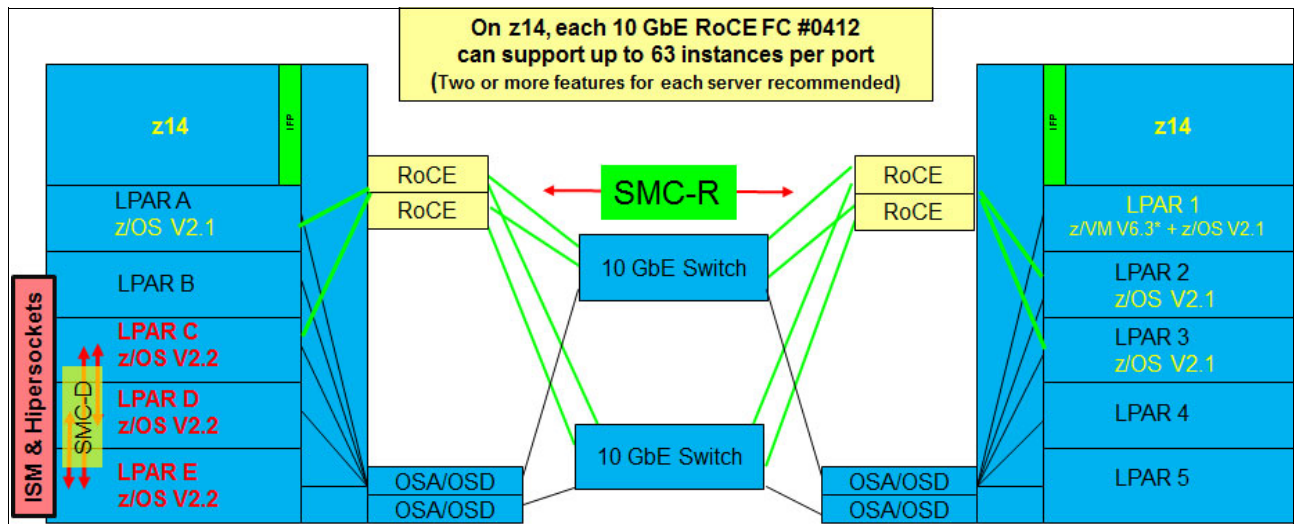 On z14, each 10 GbE RoCE FC #0412
can support up to 63 instances per port
(Two or more features for each server recommended)
z14
IFP
LPAR A
z/OS V2.1
LPAR B
LPAR C
z/OS V2.2
LPAR D
z/OS V2.2
LPAR E
z/OS V2.2
ISM & Hipersockets
SMC-D
RoCE
RoCE
OSA/OSD
OSA/OSD
SMC-R
10 GbE Switch
10 GbE Switch
RoCE
RoCE
OSA/OSD
OSA/OSD
IFP
z14
LPAR 1
z/VM V6.3* + z/OS V2.1
LPAR 2
z/OS V2.1
LPAR 3
z/OS V2.1
LPAR 4
LPAR 5